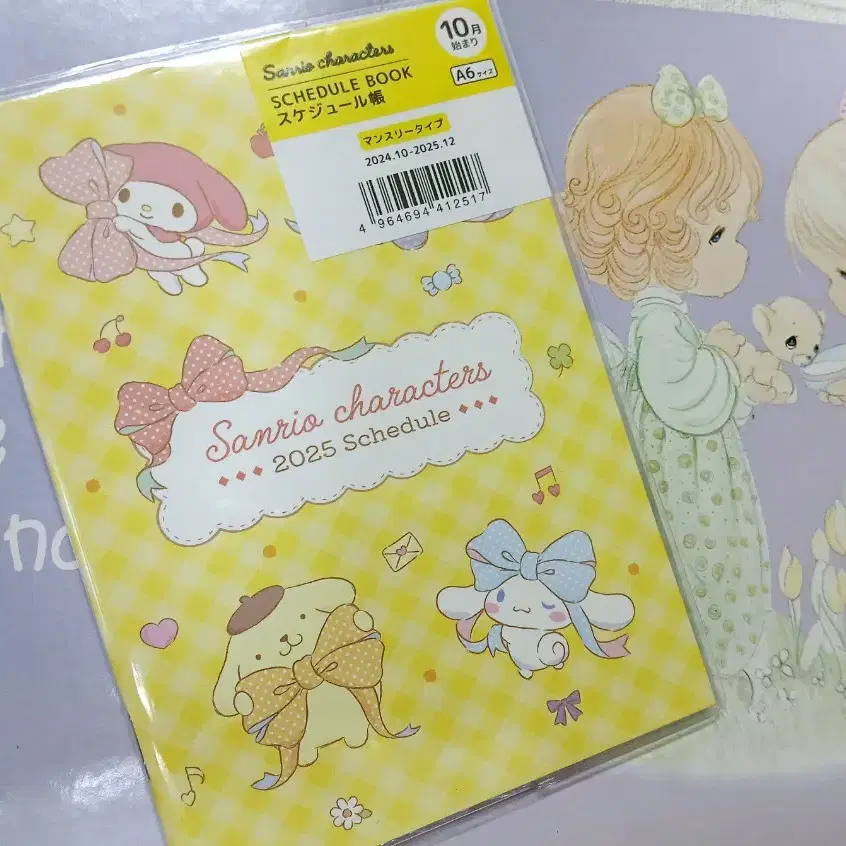 Sanrio characters
SCHEDULE BOOK
スケジュール帳
10月
始まり
A6サイズ
マンスリータイプ
2024.10-2025.12
4 964694 412517
Sanrio characters
2025 Schedule